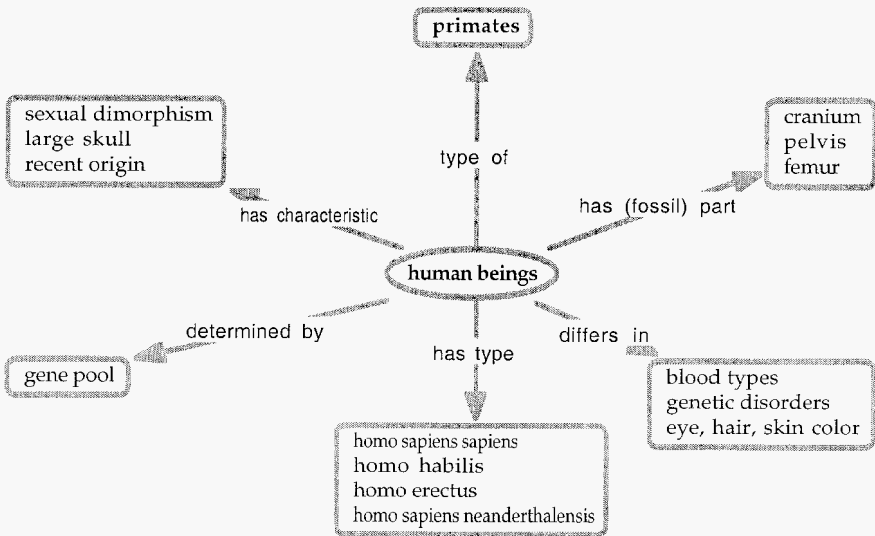 primates
sexual dimorphism
large skull
recent origin
cranium
pelvis
femur
type of
has characteristic
has (fossil) part
human beings
determined by
has type
differs in
gene pool
blood types
genetic disorders
eye, hair, skin color
homo sapiens sapiens
homo habilis
homo erectus
homo sapiens neanderthalensis